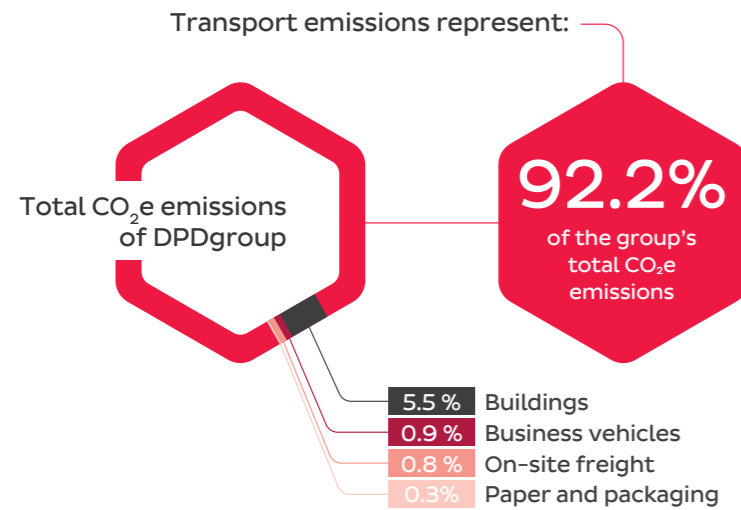 Transport emissions represent:
Total CO₂e emissions
of DPDgroup
92.2%
of the group's
total CO₂e
emissions
5.5 % Buildings
0.9 % Business vehicles
0.8 % On-site freight
0.3% Paper and packaging